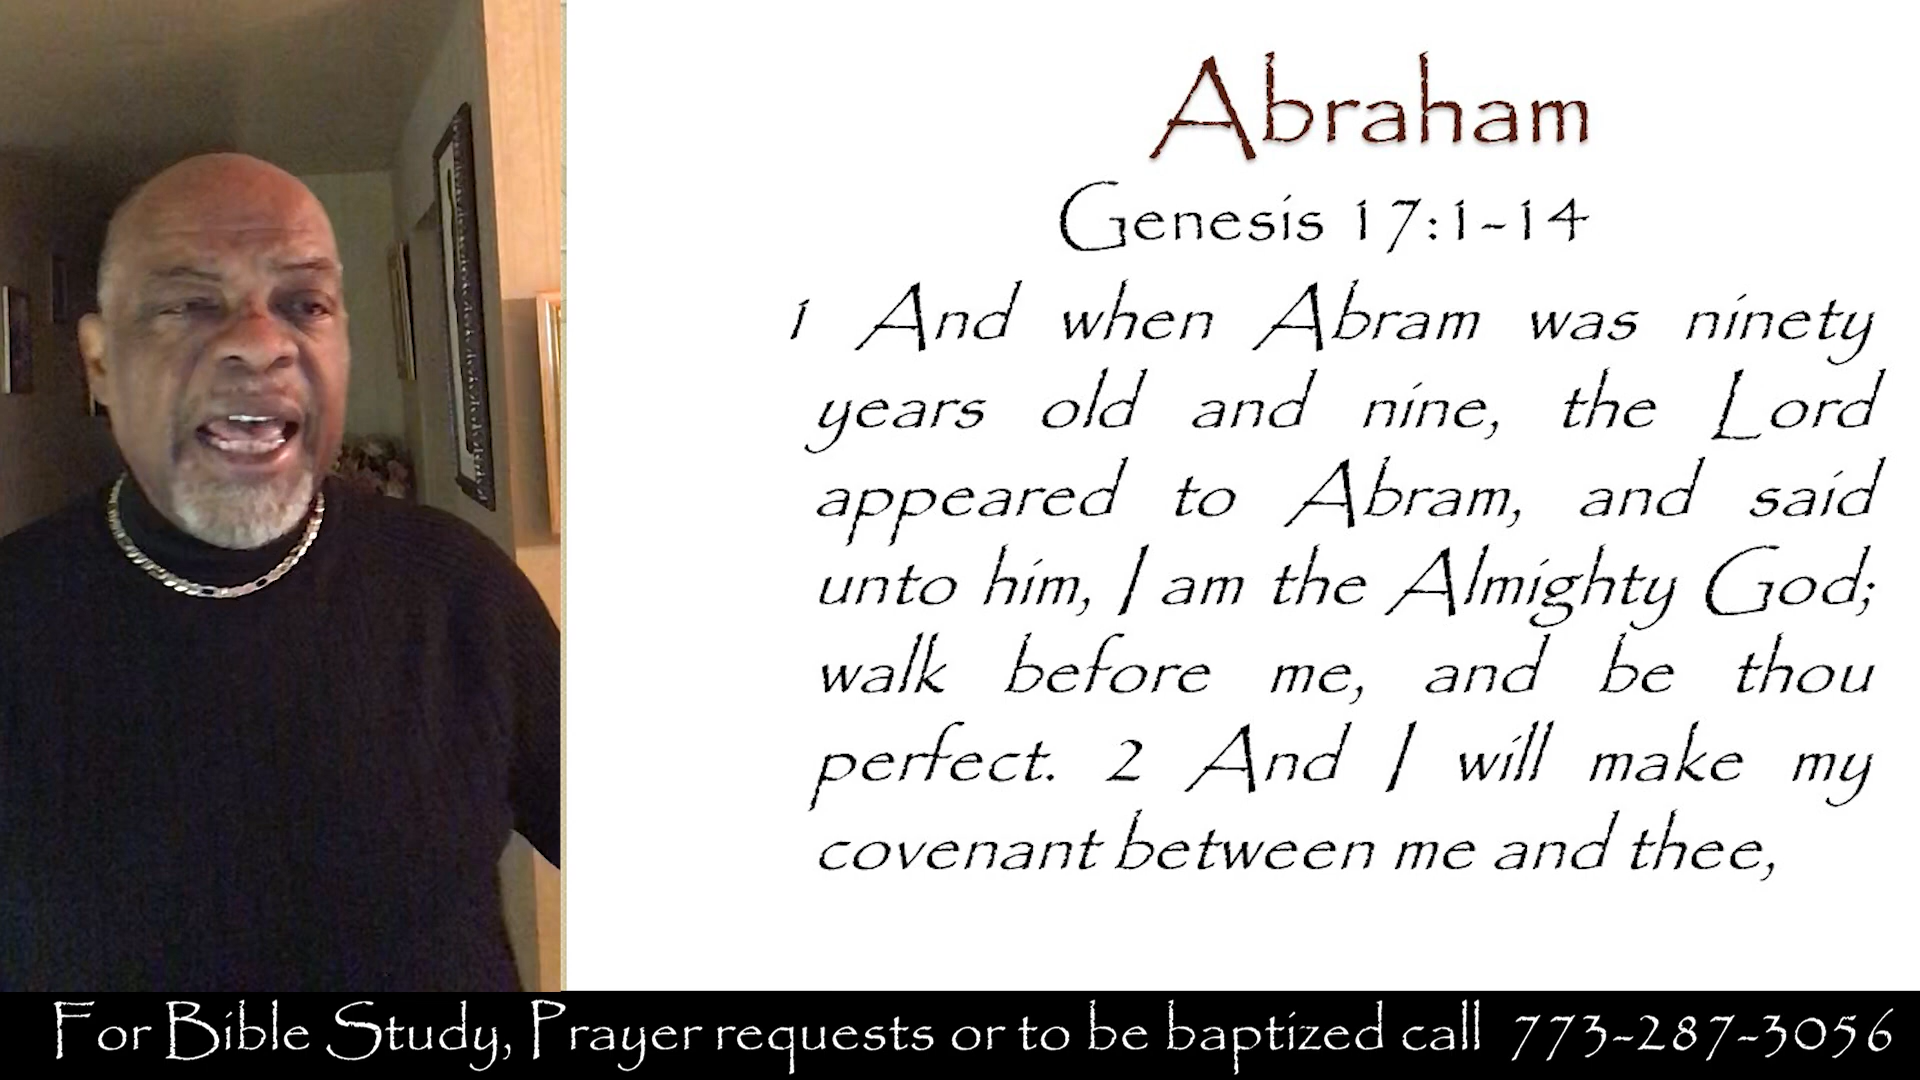 Abraham
Genesis 17:1-14
1 And when Abram was ninety
years old and nine, the Lord
appeared to Abram, and said
unto him, I am the Almighty God;
walk before me, and be thou
perfect. 2 And I will make my
covenant between me and thee,
For Bible Study, Prayer requests or to be baptized call 773-287-3056